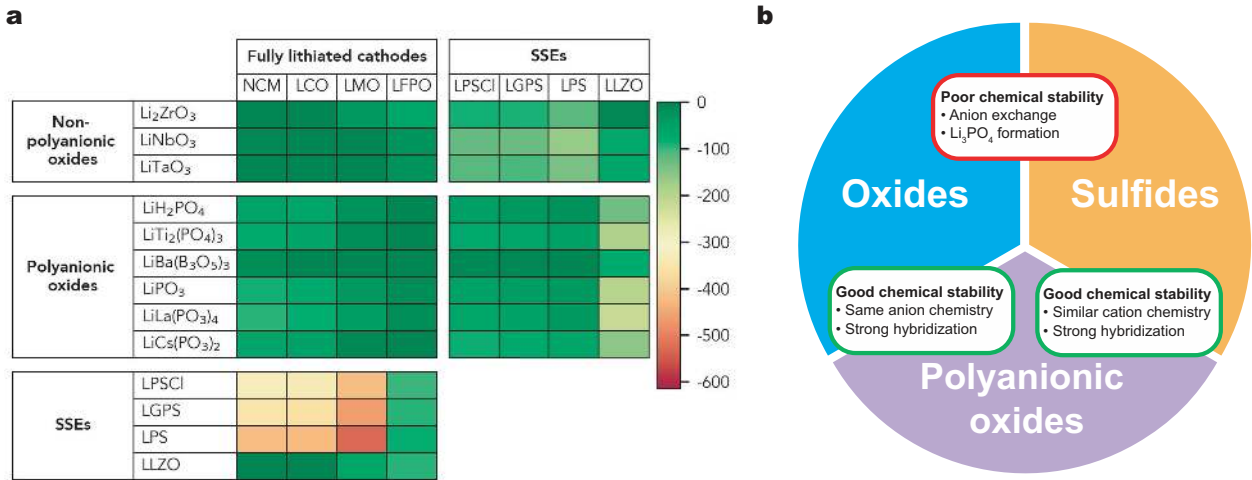 a
Fully lithiated cathodes
SSEs
NCM LCO LMO LFPO
LPSCl LGPS LPS LLZO
Non-
polyanionic
oxides
Li₂ZrO₃
LiNbO₃
LiTaO₃
Polyanionic
oxides
LiH₂PO₄
LiTi₂(PO₄)₃
LiBa(B₃O₅)₃
LiPO₃
LiLa(PO₃)₄
LiCs(PO₃)₂
SSEs
LPSCl
LGPS
LPS
LLZO
0
-100
-200
-300
-400
-500
-600
b
Poor chemical stability
• Anion exchange
• Li₃PO₄ formation
Oxides
Sulfides
Good chemical stability
• Same anion chemistry
• Strong hybridization
Good chemical stability
• Similar cation chemistry
• Strong hybridization
Polyanionic
oxides